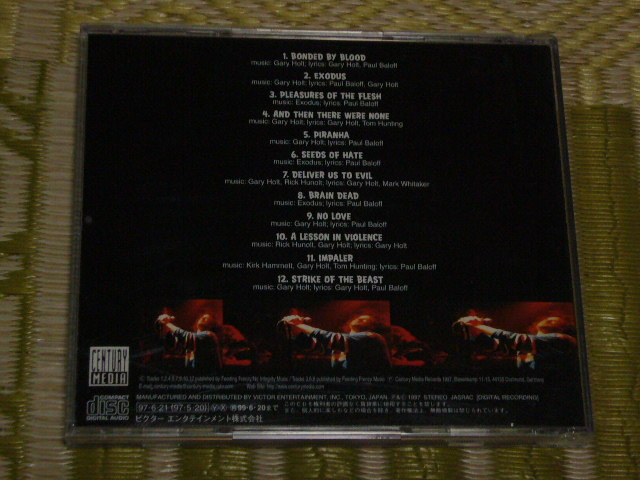 1. BONDED BY BLOOD
music: Gary Holt; lyrics: Gary Holt, Paul Baloff
2. EXODUS
music: Gary Holt; lyrics: Paul Baloff, Gary Holt
3. PLEASURES OF THE FLESH
music: Exodus; lyrics: Paul Baloff
4. AND THEN THERE WERE NONE
music: Gary Holt; lyrics: Gary Holt, Tom Hunting
5. PIRANHA
music: Gary Holt; lyrics: Paul Baloff
6. SEEDS OF HATE
music: Exodus; lyrics: Paul Baloff
7. DELIVER US TO EVIL
music: Gary Holt, Rick Hunolt, lyrics: Gary Holt, Mark Whitaker
8. BRAIN DEAD
music: Exodus; lyrics: Paul Baloff
9. NO LOVE
music: Gary Holt; lyrics: Paul Baloff
10. A LESSON IN VIOLENCE
music: Rick Hunolt, Gary Holt; lyrics: Gary Holt
11. IMPALER
music: Kirk Hammett, Gary Holt, Tom Hunting; lyrics: Paul Baloff
12. STRIKE OF THE BEAST
music: Gary Holt; lyrics: Gary Holt, Paul Baloff
CENTURY
MEDIA
COMPACT
disc
DIGITAL AUDIO
MANUFACTURED AND DISTRIBUTED BY VICTOR ENTERTAINMENT, INC., TOKYO, JAPAN. 1997 STEREO JASRAC [DIGITAL RECORDING]
ビクター エンタテインメント株式会社